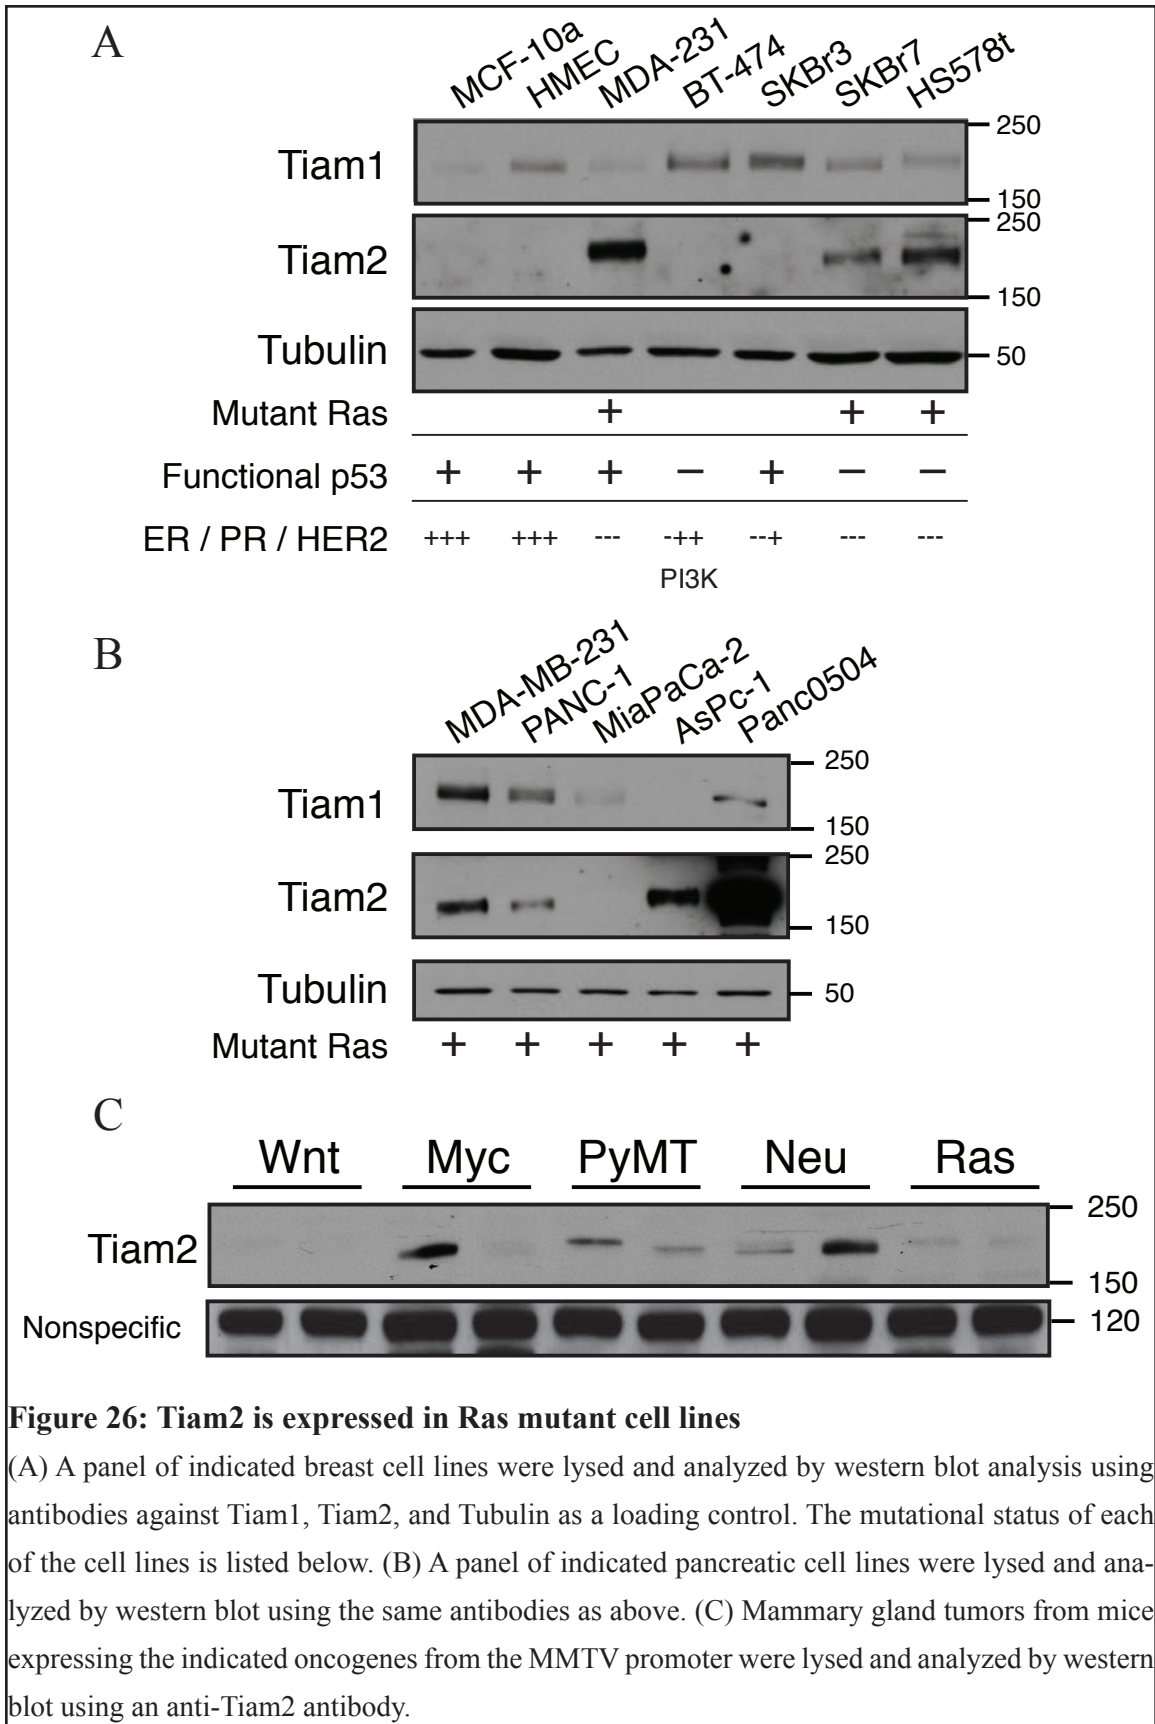 A
MCF-10a HMEC MDA-231 BT-474 SKBr3 SKBr7 HS578t
Tiam1
250
150
Tiam2
250
150
Tubulin
50
Mutant Ras + + +
Functional p53 + + + − + − −
ER / PR / HER2 +++ +++ --- -++ --+ --- ---
PI3K
B
MDA-MB-231 PANC-1 MiaPaCa-2 AsPc-1 Panc0504
Tiam1
250
150
Tiam2
250
150
Tubulin
50
Mutant Ras + + + + +
C
Wnt Myc PyMT Neu Ras
Tiam2
250
150
Nonspecific
120
Figure 26: Tiam2 is expressed in Ras mutant cell lines
(A) A panel of indicated breast cell lines were lysed and analyzed by western blot analysis using
antibodies against Tiam1, Tiam2, and Tubulin as a loading control. The mutational status of each
of the cell lines is listed below. (B) A panel of indicated pancreatic cell lines were lysed and ana-
lyzed by western blot using the same antibodies as above. (C) Mammary gland tumors from mice
expressing the indicated oncogenes from the MMTV promoter were lysed and analyzed by western
blot using an anti-Tiam2 antibody.